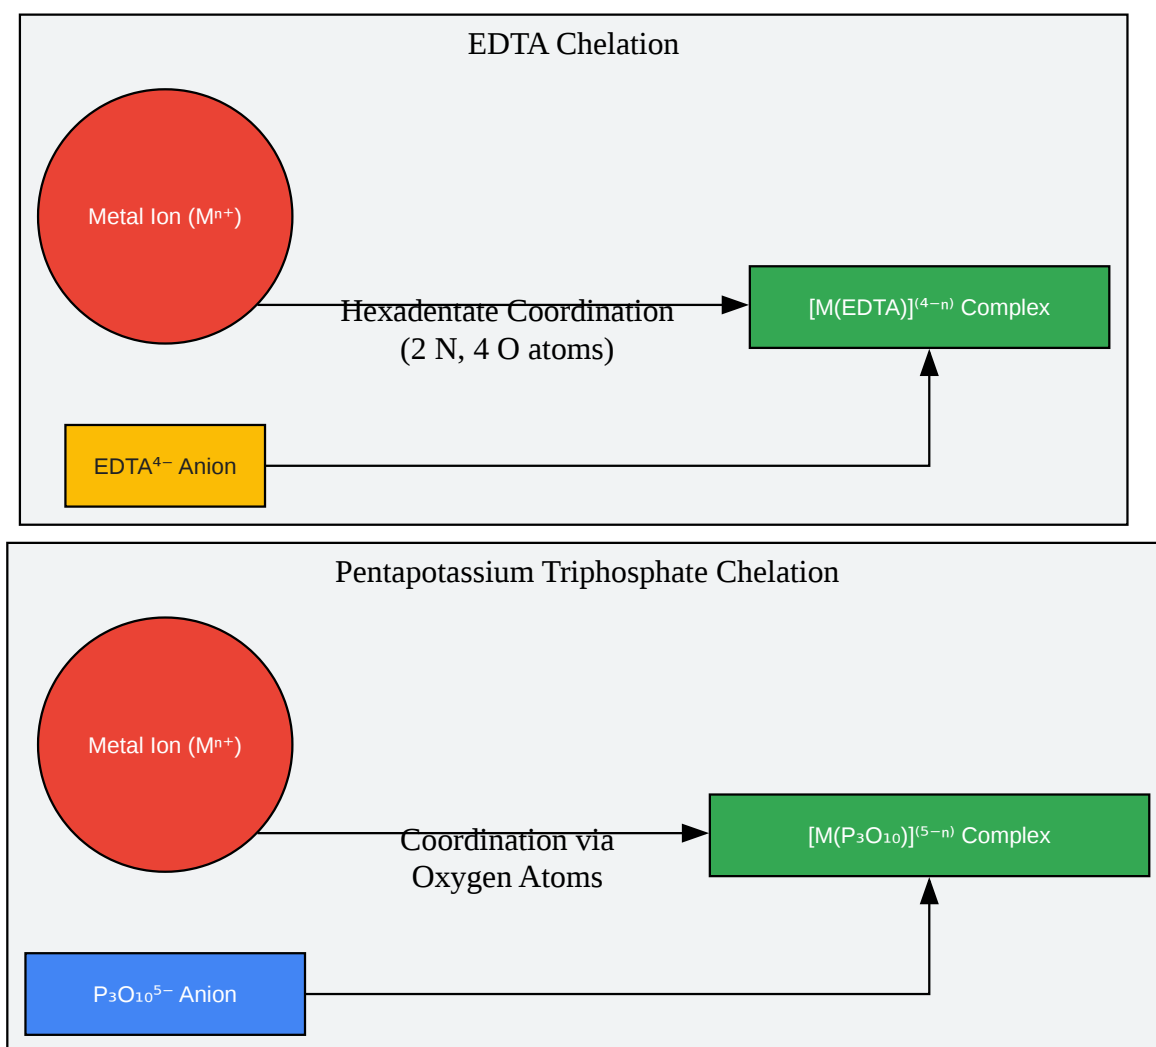 EDTA Chelation
Metal Ion (Mⁿ⁺)
Hexadentate Coordination
(2 N, 4 O atoms)
[M(EDTA)]⁽⁴⁻ⁿ⁾ Complex
EDTA⁴⁻ Anion
Pentapotassium Triphosphate Chelation
Metal Ion (Mⁿ⁺)
Coordination via
Oxygen Atoms
[M(P₃O₁₀)]⁽⁵⁻ⁿ⁾ Complex
P₃O₁₀⁵⁻ Anion